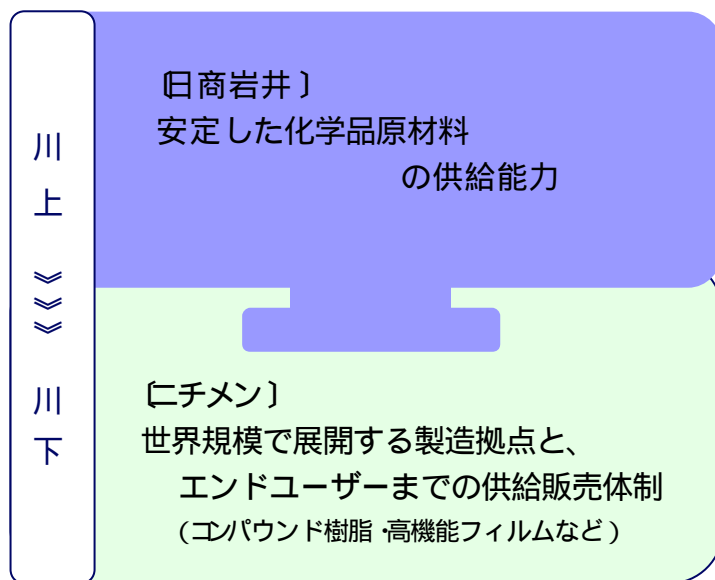 川上 》》》 川下
〔日商岩井〕
安定した化学品原材料
の供給能力
〔ニチメン〕
世界規模で展開する製造拠点と、
エンドユーザーまでの供給販売体制
(コンパウンド樹脂・高機能フィルムなど)